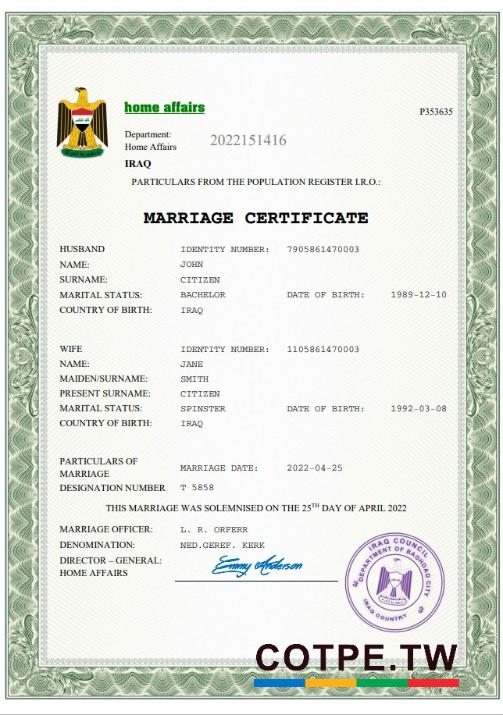 home affairs
P353635
Department:
Home Affairs
2022151416
IRAQ
PARTICULARS FROM THE POPULATION REGISTER I.R.O.:
MARRIAGE CERTIFICATE
HUSBAND IDENTITY NUMBER: 7905861470003
NAME: JOHN
SURNAME: CITIZEN
MARITAL STATUS: BACHELOR DATE OF BIRTH: 1989-12-10
COUNTRY OF BIRTH: IRAQ
WIFE IDENTITY NUMBER: 1105861470003
NAME: JANE
MAIDEN/SURNAME: SMITH
PRESENT SURNAME: CITIZEN
MARITAL STATUS: SPINSTER DATE OF BIRTH: 1992-03-08
COUNTRY OF BIRTH: IRAQ
PARTICULARS OF
MARRIAGE MARRIAGE DATE: 2022-04-25
DESIGNATION NUMBER T 5858
THIS MARRIAGE WAS SOLEMNISED ON THE 25TH DAY OF APRIL 2022
MARRIAGE OFFICER: L. R. ORFERR
DENOMINATION: NED.GEREF. KERK
DIRECTOR – GENERAL:
HOME AFFAIRS
Emmy Anderson
IRAQ COUNCIL
DEPARTMENT OF BAGHDAD CITY
IRAQ COUNTRY
COTPE.TW